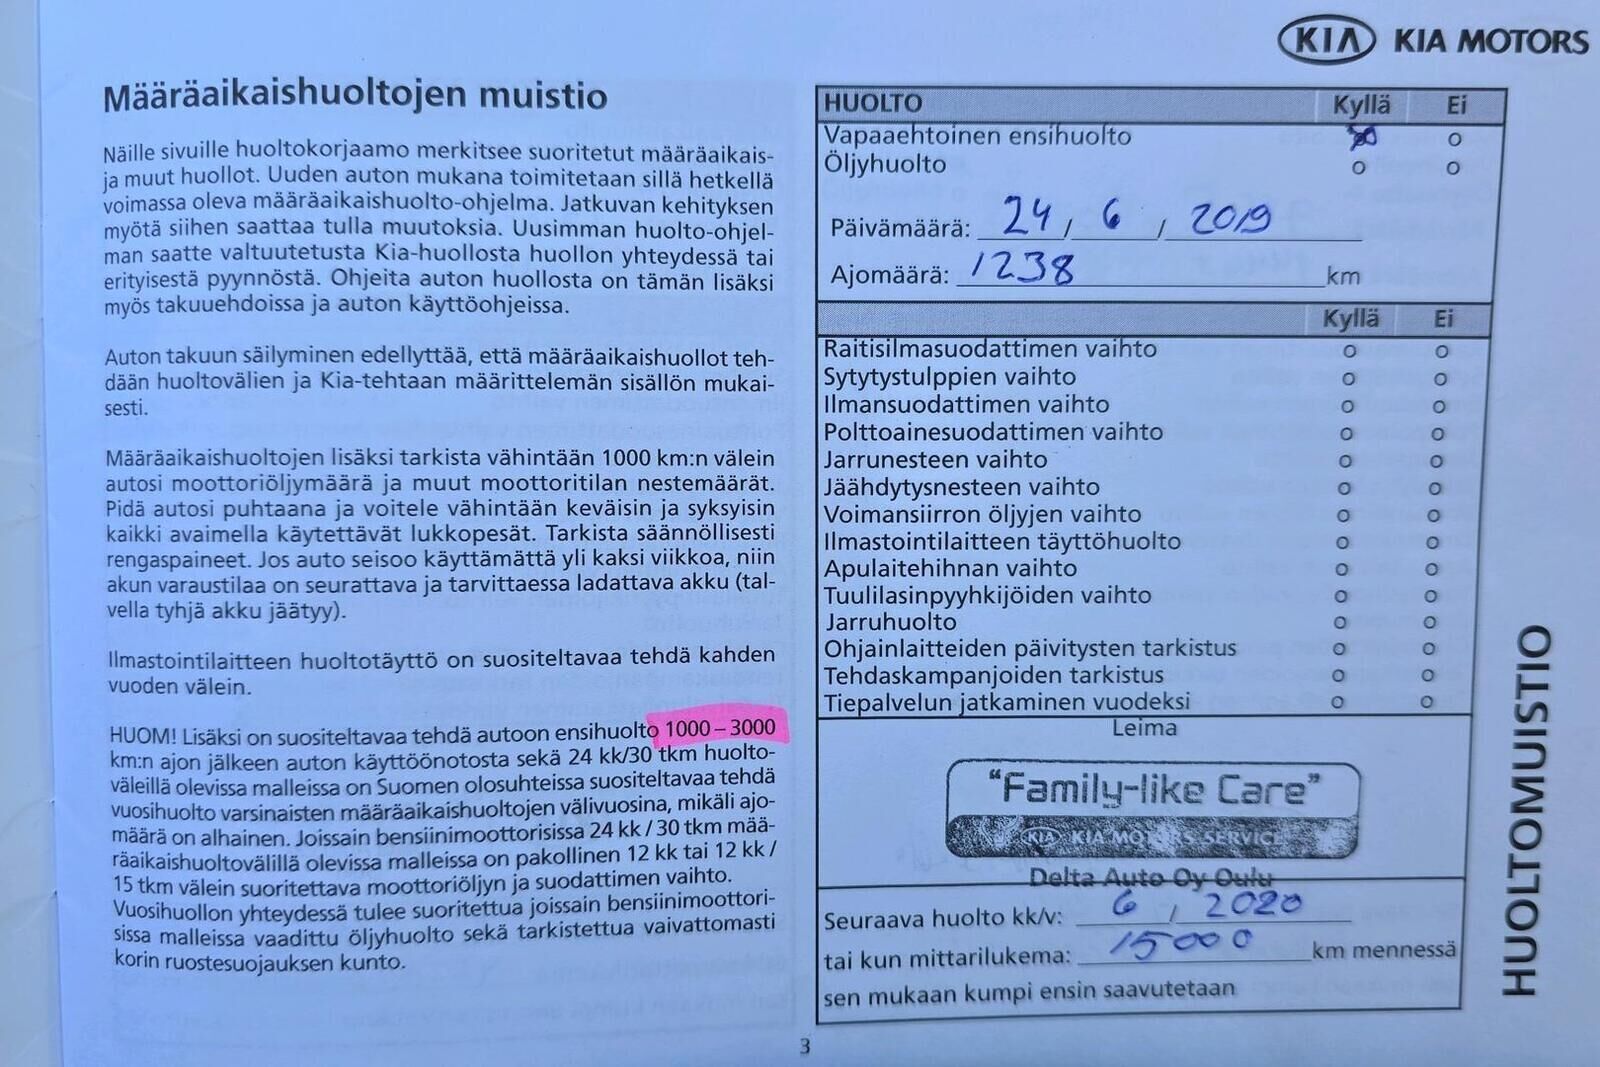 KIA KIA MOTORS
Määräaikaishuoltojen muistio
Näille sivuille huoltokorjaamo merkitsee suoritetut määräaikais-
ja muut huollot. Uuden auton mukana toimitetaan sillä hetkellä
voimassa oleva määräaikaishuolto-ohjelma. Jatkuvan kehityksen
myötä siihen saattaa tulla muutoksia. Uusimman huolto-ohjel-
man saatte valtuutetusta Kia-huollosta huollon yhteydessä tai
erityisestä pyynnöstä. Ohjeita auton huollosta on tämän lisäksi
myös takuuehdoissa ja auton käyttöohjeissa.
Auton takuun säilyminen edellyttää, että määräaikaishuollot teh-
dään huoltovälien ja Kia-tehtaan määrittelemän sisällön mukai-
sesti.
Määräaikaishuoltojen lisäksi tarkista vähintään 1000 km:n välein
autosi moottoriöljymäärä ja muut moottoritilan nestemäärät.
Pidä autosi puhtaana ja voitele vähintään keväisin ja syksyisin
kaikki avaimella käytettävät lukkopesät. Tarkista säännöllisesti
rengaspaineet. Jos auto seisoo käyttämättä yli kaksi viikkoa, niin
akun varaustilaa on seurattava ja tarvittaessa ladattava akku (tal-
vella tyhjä akku jäätyy).
Ilmastointilaitteen huoltotäyttö on suositeltavaa tehdä kahden
vuoden välein.
HUOM! Lisäksi on suositeltavaa tehdä autoon ensihuolto 1000 – 3000
km:n ajon jälkeen auton käyttöönotosta sekä 24 kk/30 tkm huolto-
väleillä olevissa malleissa on Suomen olosuhteissa suositeltavaa tehdä
vuosihuolto varsinaisten määräaikaishuoltojen välivuosina, mikäli ajo-
määrä on alhainen. Joissain bensiinimoottorisissa 24 kk / 30 tkm mää-
räaikaishuoltovälillä olevissa malleissa on pakollinen 12 kk tai 12 kk /
15 tkm välein suoritettava moottoriöljyn ja suodattimen vaihto.
Vuosihuollon yhteydessä tulee suoritettua joissain bensiinimoottori-
sissa malleissa vaadittu öljyhuolto sekä tarkistettua vaivattomasti
korin ruostesuojauksen kunto.
HUOLTO Kyllä Ei
Vapaaehtoinen ensihuolto
Öljyhuolto
Päivämäärä: 24 / 6 / 2019
Ajomäärä: 1238 km
Kyllä Ei
Raitisilmasuodattimen vaihto
Sytytystulppien vaihto
Ilmansuodattimen vaihto
Polttoainesuodattimen vaihto
Jarrunesteen vaihto
Jäähdytysnesteen vaihto
Voimansiirron öljyjen vaihto
Ilmastointilaitteen täyttöhuolto
Apulaitehihnan vaihto
Tuulilasinpyyhkijöiden vaihto
Jarruhuolto
Ohjainlaitteiden päivitysten tarkistus
Tehdaskampanjoiden tarkistus
Tiepalvelun jatkaminen vuodeksi
Leima
"Family-like Care"
KIA KIA MOTORS SERVICE
Delta Auto Oy Oulu
Seuraava huolto kk/v: 6 / 2020
tai kun mittarilukema: 15000 km mennessä
sen mukaan kumpi ensin saavutetaan
HUOLTOMUISTIO
3